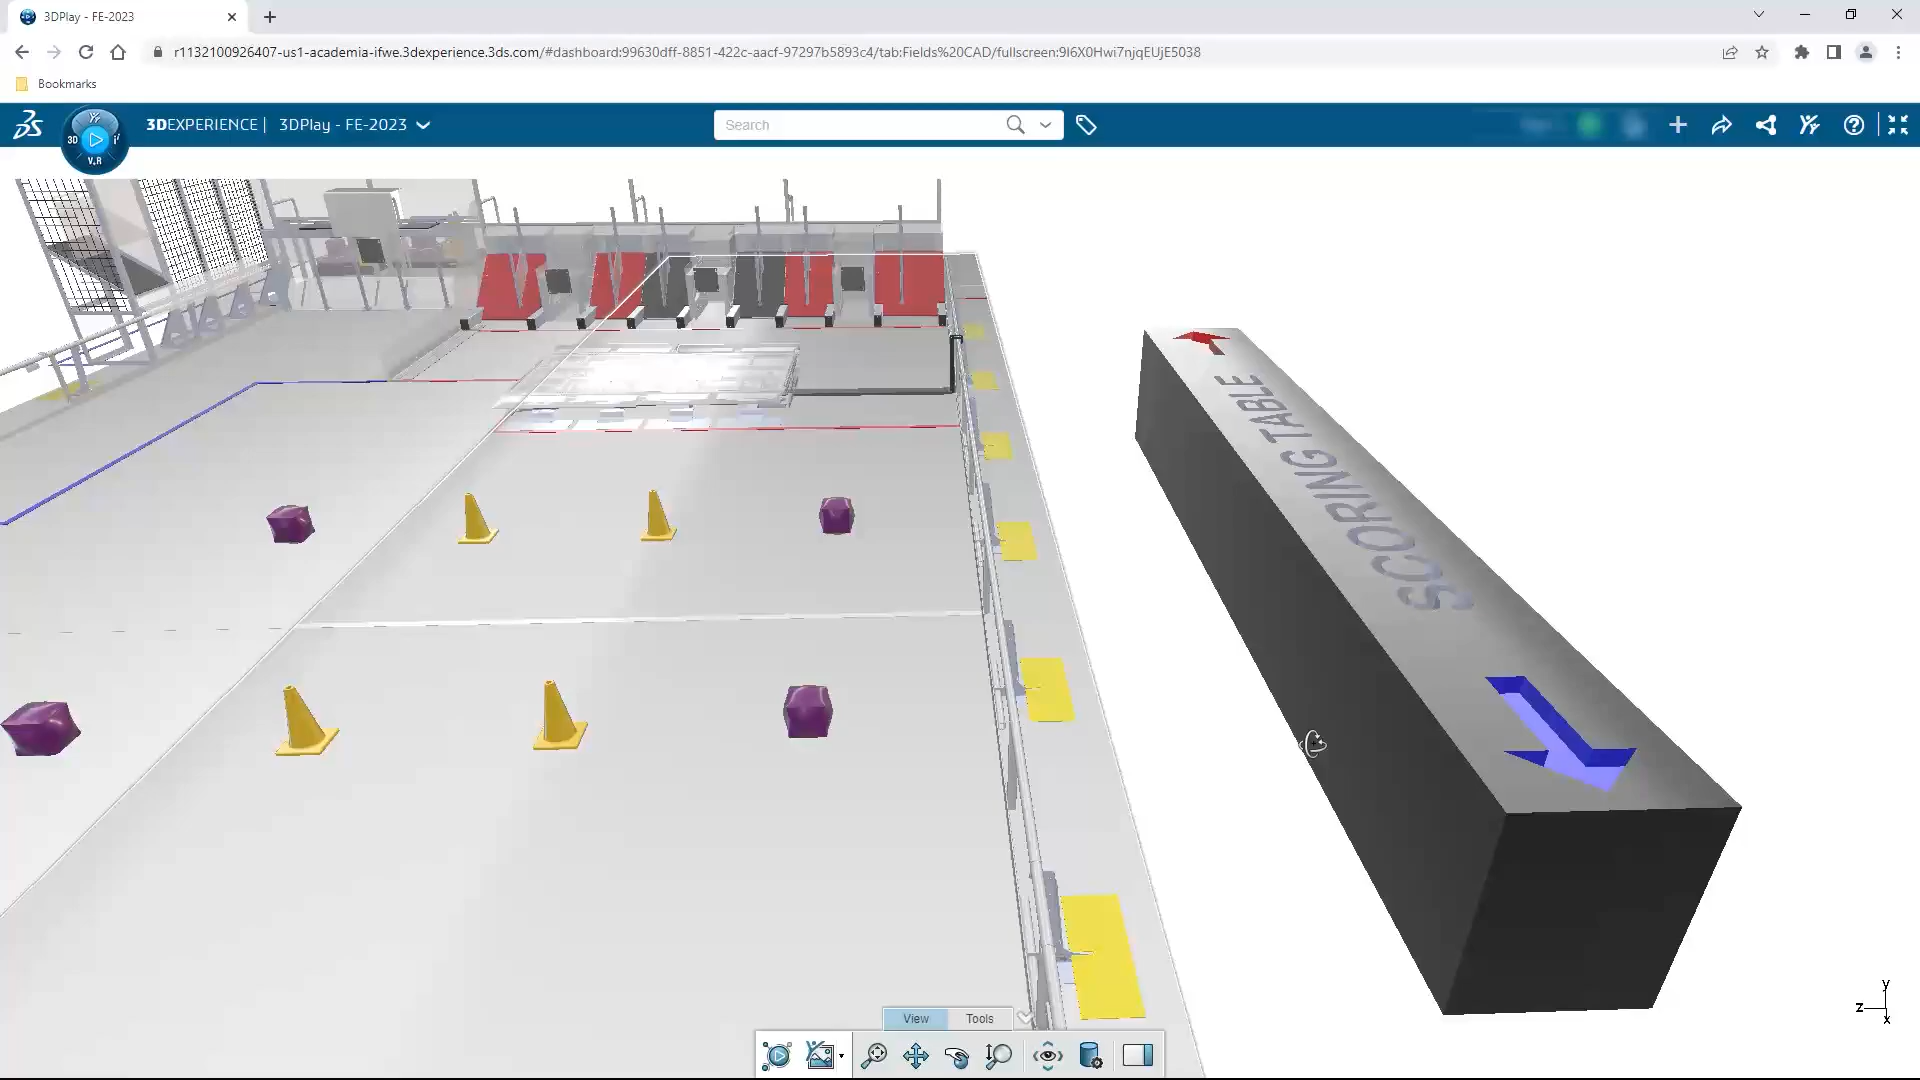 3DPlay - FE-2023
r1132100926407-us1-academia-ifwe.3dexperience.3ds.com/#dashboard:99630dff-8851-422c-aacf-97297b5893c4/tab:Fields%20CAD/fullscreen:9I6X0Hwi7njqEUjE5038
Bookmarks
3D
V.R
3DEXPERIENCE | 3DPlay - FE-2023
Search
SCORING TABLE
View
Tools
y
z
x